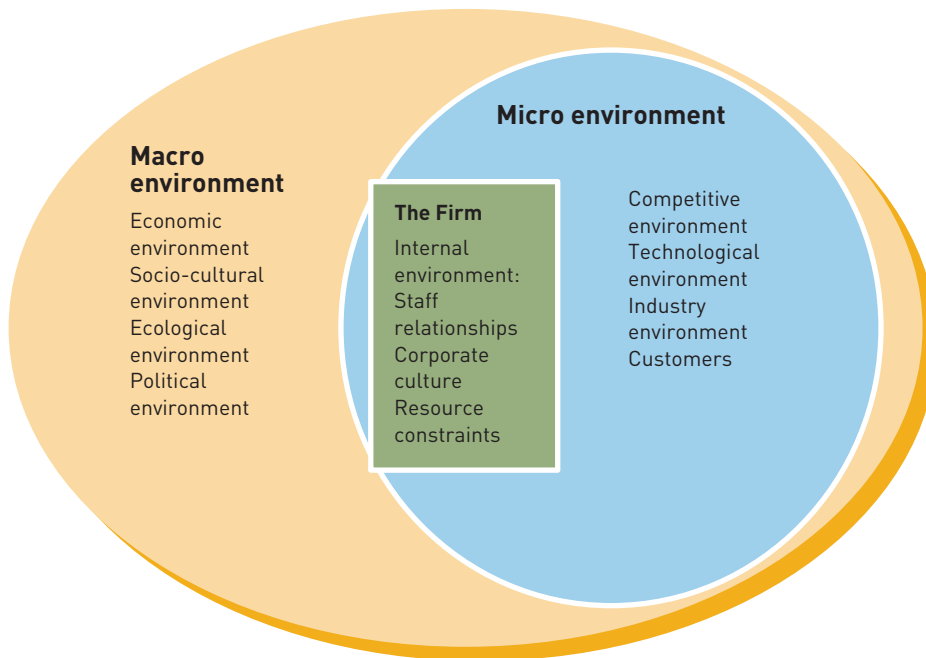 Macro
environment
Economic
environment
Socio-cultural
environment
Ecological
environment
Political
environment
The Firm
Internal
environment:
Staff
relationships
Corporate
culture
Resource
constraints
Micro environment
Competitive
environment
Technological
environment
Industry
environment
Customers